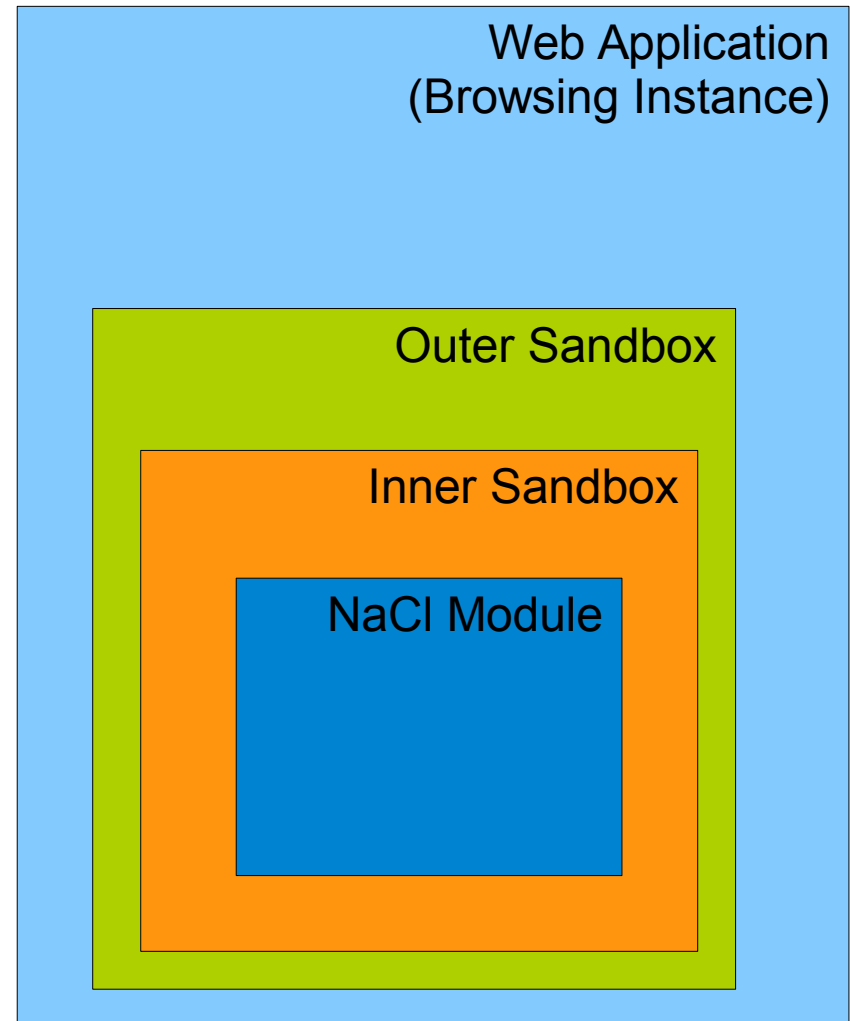 Web Application
(Browsing Instance)
Outer Sandbox
Inner Sandbox
NaCl Module